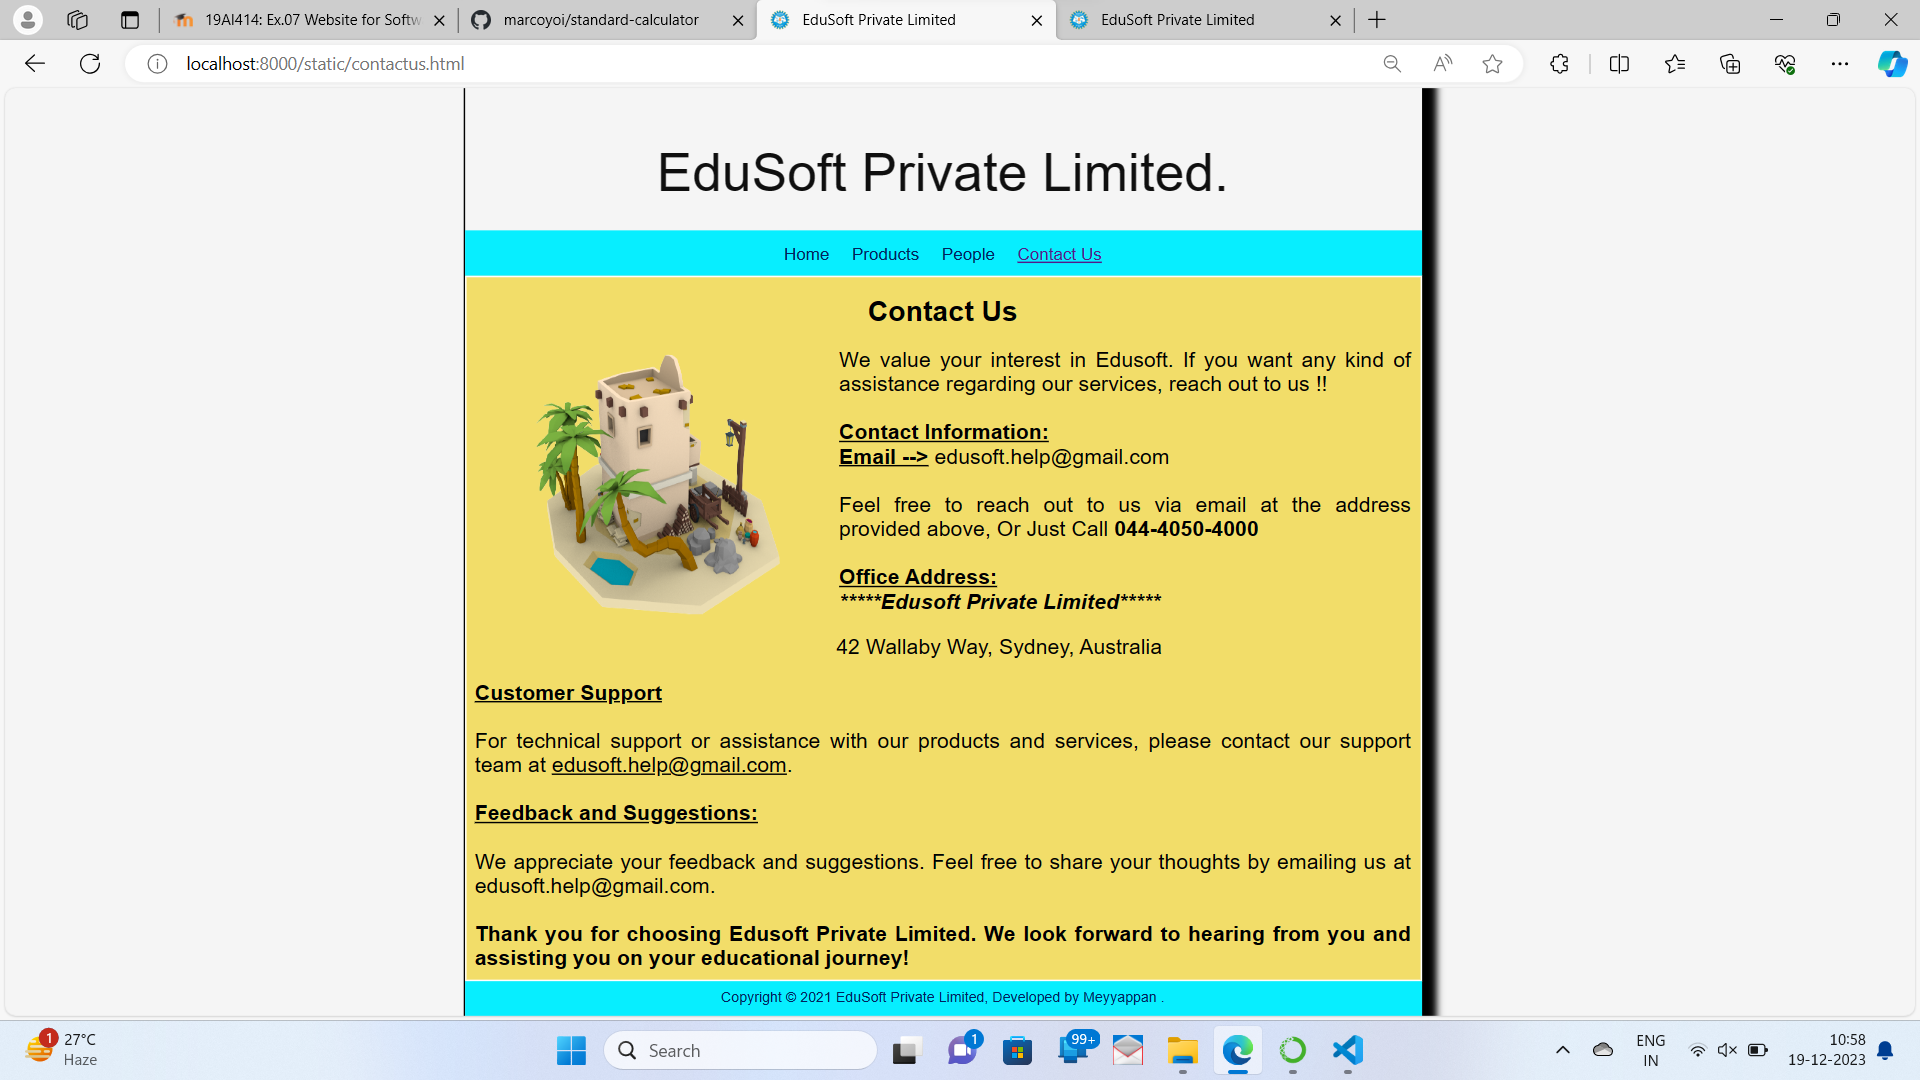 19AI414: Ex.07 Website for Softw
marcoyoi/standard-calculator
EduSoft Private Limited
EduSoft Private Limited
localhost:8000/static/contactus.html
EduSoft Private Limited.
Home Products People Contact Us
Contact Us
We value your interest in Edusoft. If you want any kind of
assistance regarding our services, reach out to us !!
Contact Information:
Email --> edusoft.help@gmail.com
Feel free to reach out to us via email at the address
provided above, Or Just Call 044-4050-4000
Office Address:
*****Edusoft Private Limited*****
42 Wallaby Way, Sydney, Australia
Customer Support
For technical support or assistance with our products and services, please contact our support
team at edusoft.help@gmail.com.
Feedback and Suggestions:
We appreciate your feedback and suggestions. Feel free to share your thoughts by emailing us at
edusoft.help@gmail.com.
Thank you for choosing Edusoft Private Limited. We look forward to hearing from you and
assisting you on your educational journey!
Copyright © 2021 EduSoft Private Limited, Developed by Meyyappan .
1
27°C
Haze
Search
1
99+
ENG
IN
10:58
19-12-2023